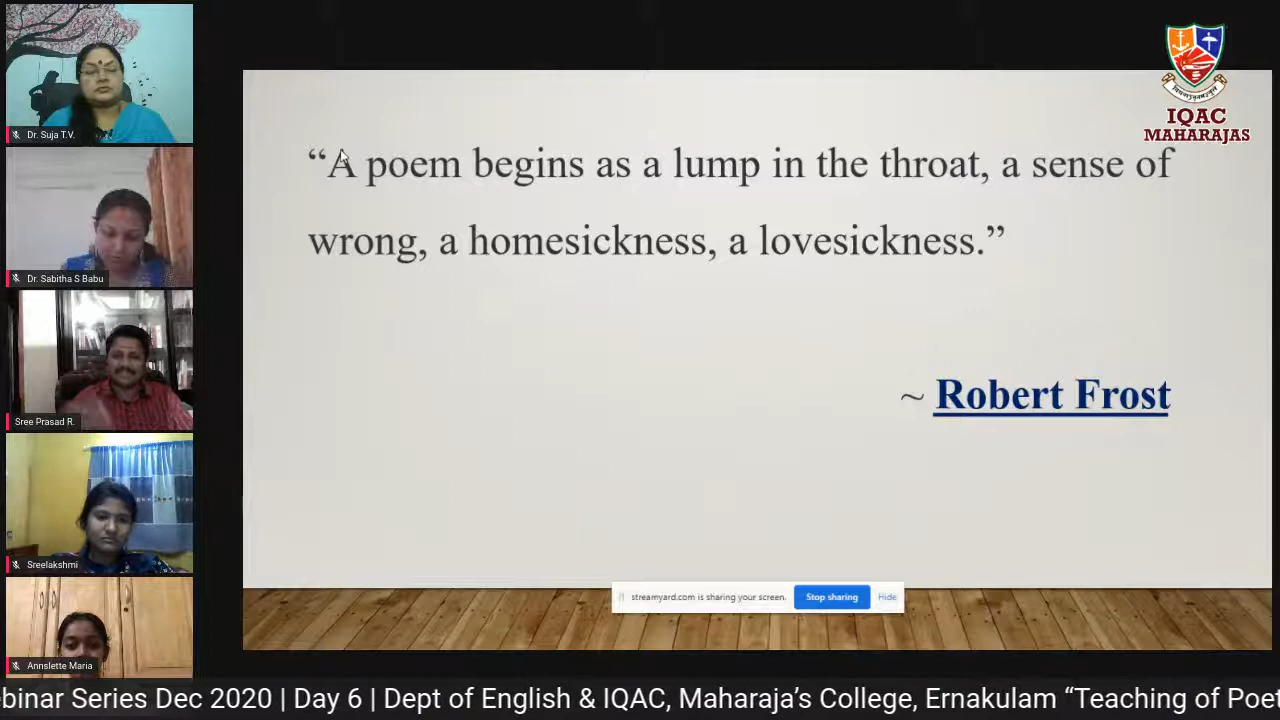 Dr. Suja T.V.
Dr. Sabitha S Babu
Sree Prasad R.
Sreelakshmi
Annslette Maria
IQAC
MAHARAJAS
“A poem begins as a lump in the throat, a sense of
wrong, a homesickness, a lovesickness.”
~ Robert Frost
streamyard.com is sharing your screen. Stop sharing Hide
ebinar Series Dec 2020 | Day 6 | Dept of English & IQAC, Maharaja’s College, Ernakulam “Teaching of Poet